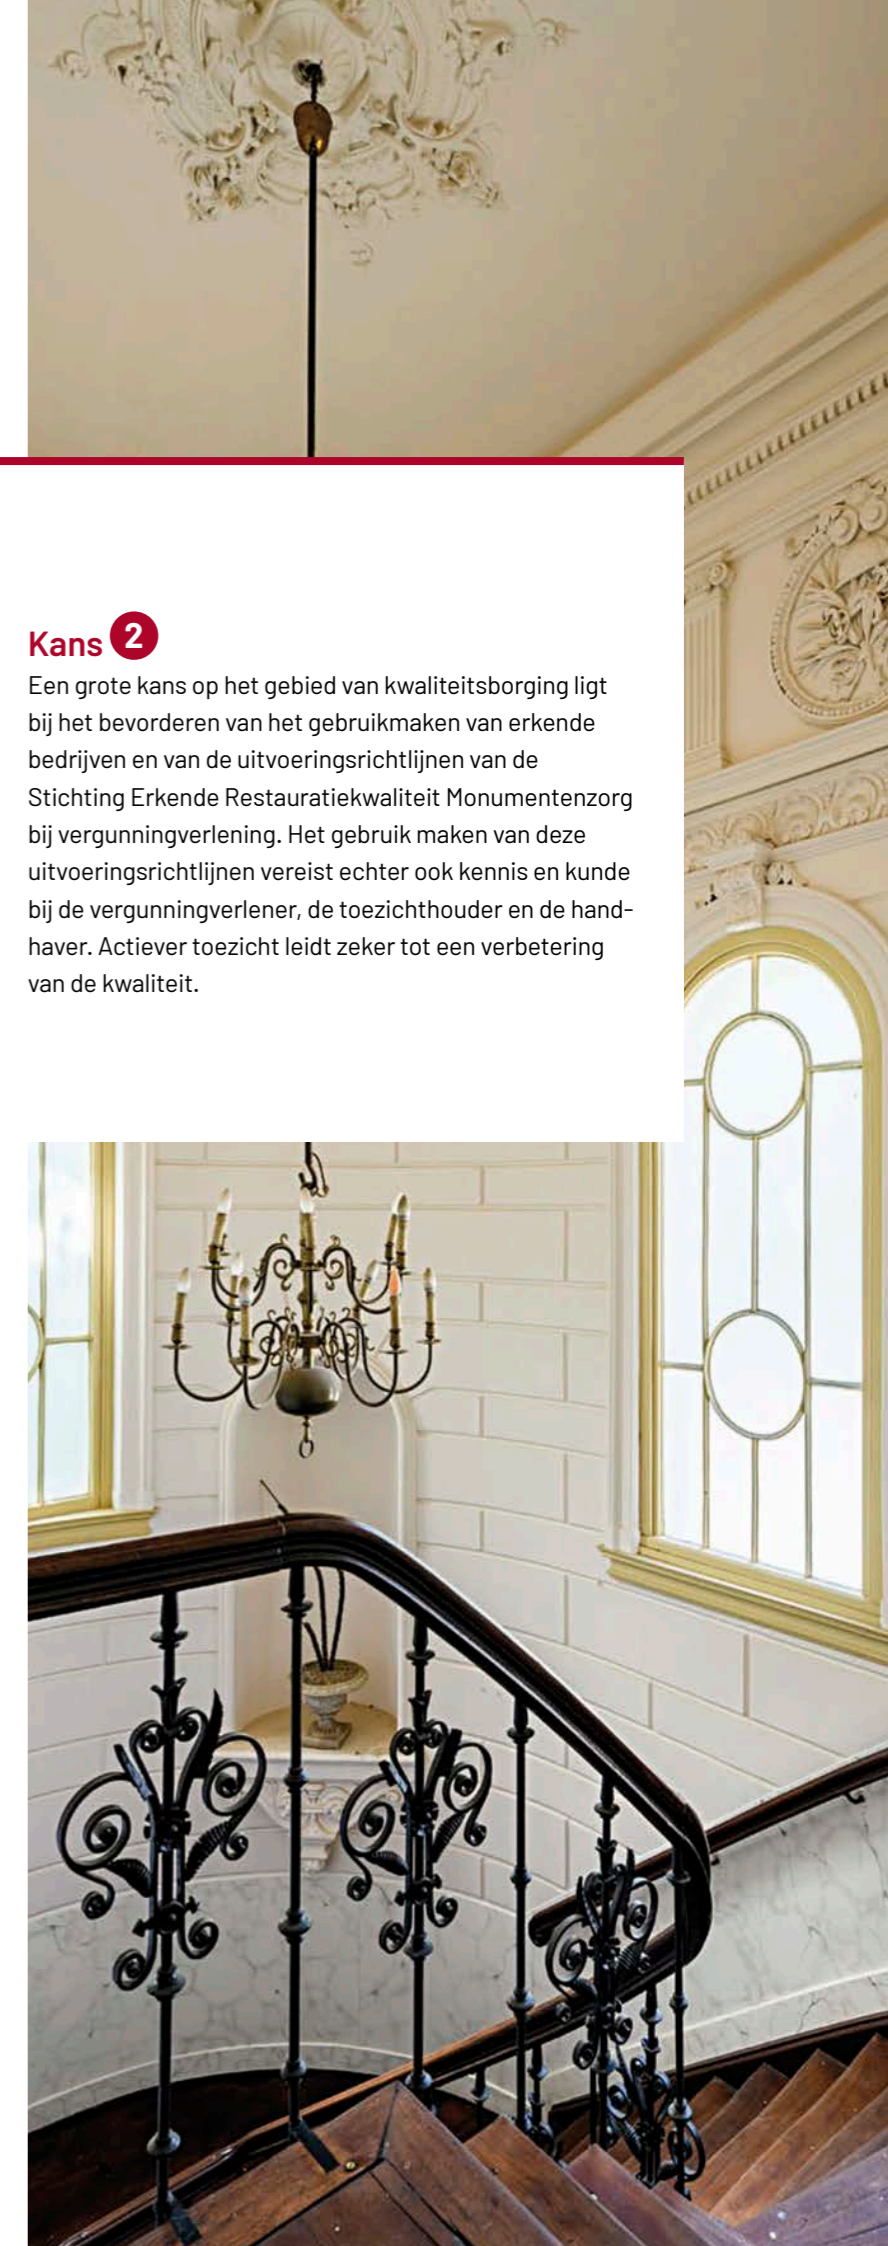 Kans 2
Een grote kans op het gebied van kwaliteitsborging ligt
bij het bevorderen van het gebruikmaken van erkende
bedrijven en van de uitvoeringsrichtlijnen van de
Stichting Erkende Restauratiekwaliteit Monumentenzorg
bij vergunningverlening. Het gebruik maken van deze
uitvoeringsrichtlijnen vereist echter ook kennis en kunde
bij de vergunningverlener, de toezichthouder en de hand-
haver. Actiever toezicht leidt zeker tot een verbetering
van de kwaliteit.